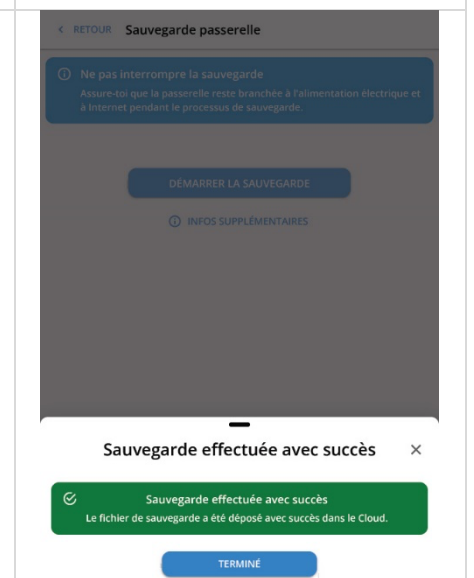 RETOUR Sauvegarde passerelle
Ne pas interrompre la sauvegarde
Assure-toi que la passerelle reste branchée à l'alimentation électrique et
à Internet pendant le processus de sauvegarde.
DÉMARRER LA SAUVEGARDE
INFOS SUPPLÉMENTAIRES
Sauvegarde effectuée avec succès
Sauvegarde effectuée avec succès
Le fichier de sauvegarde a été déposé avec succès dans le Cloud.
TERMINÉ